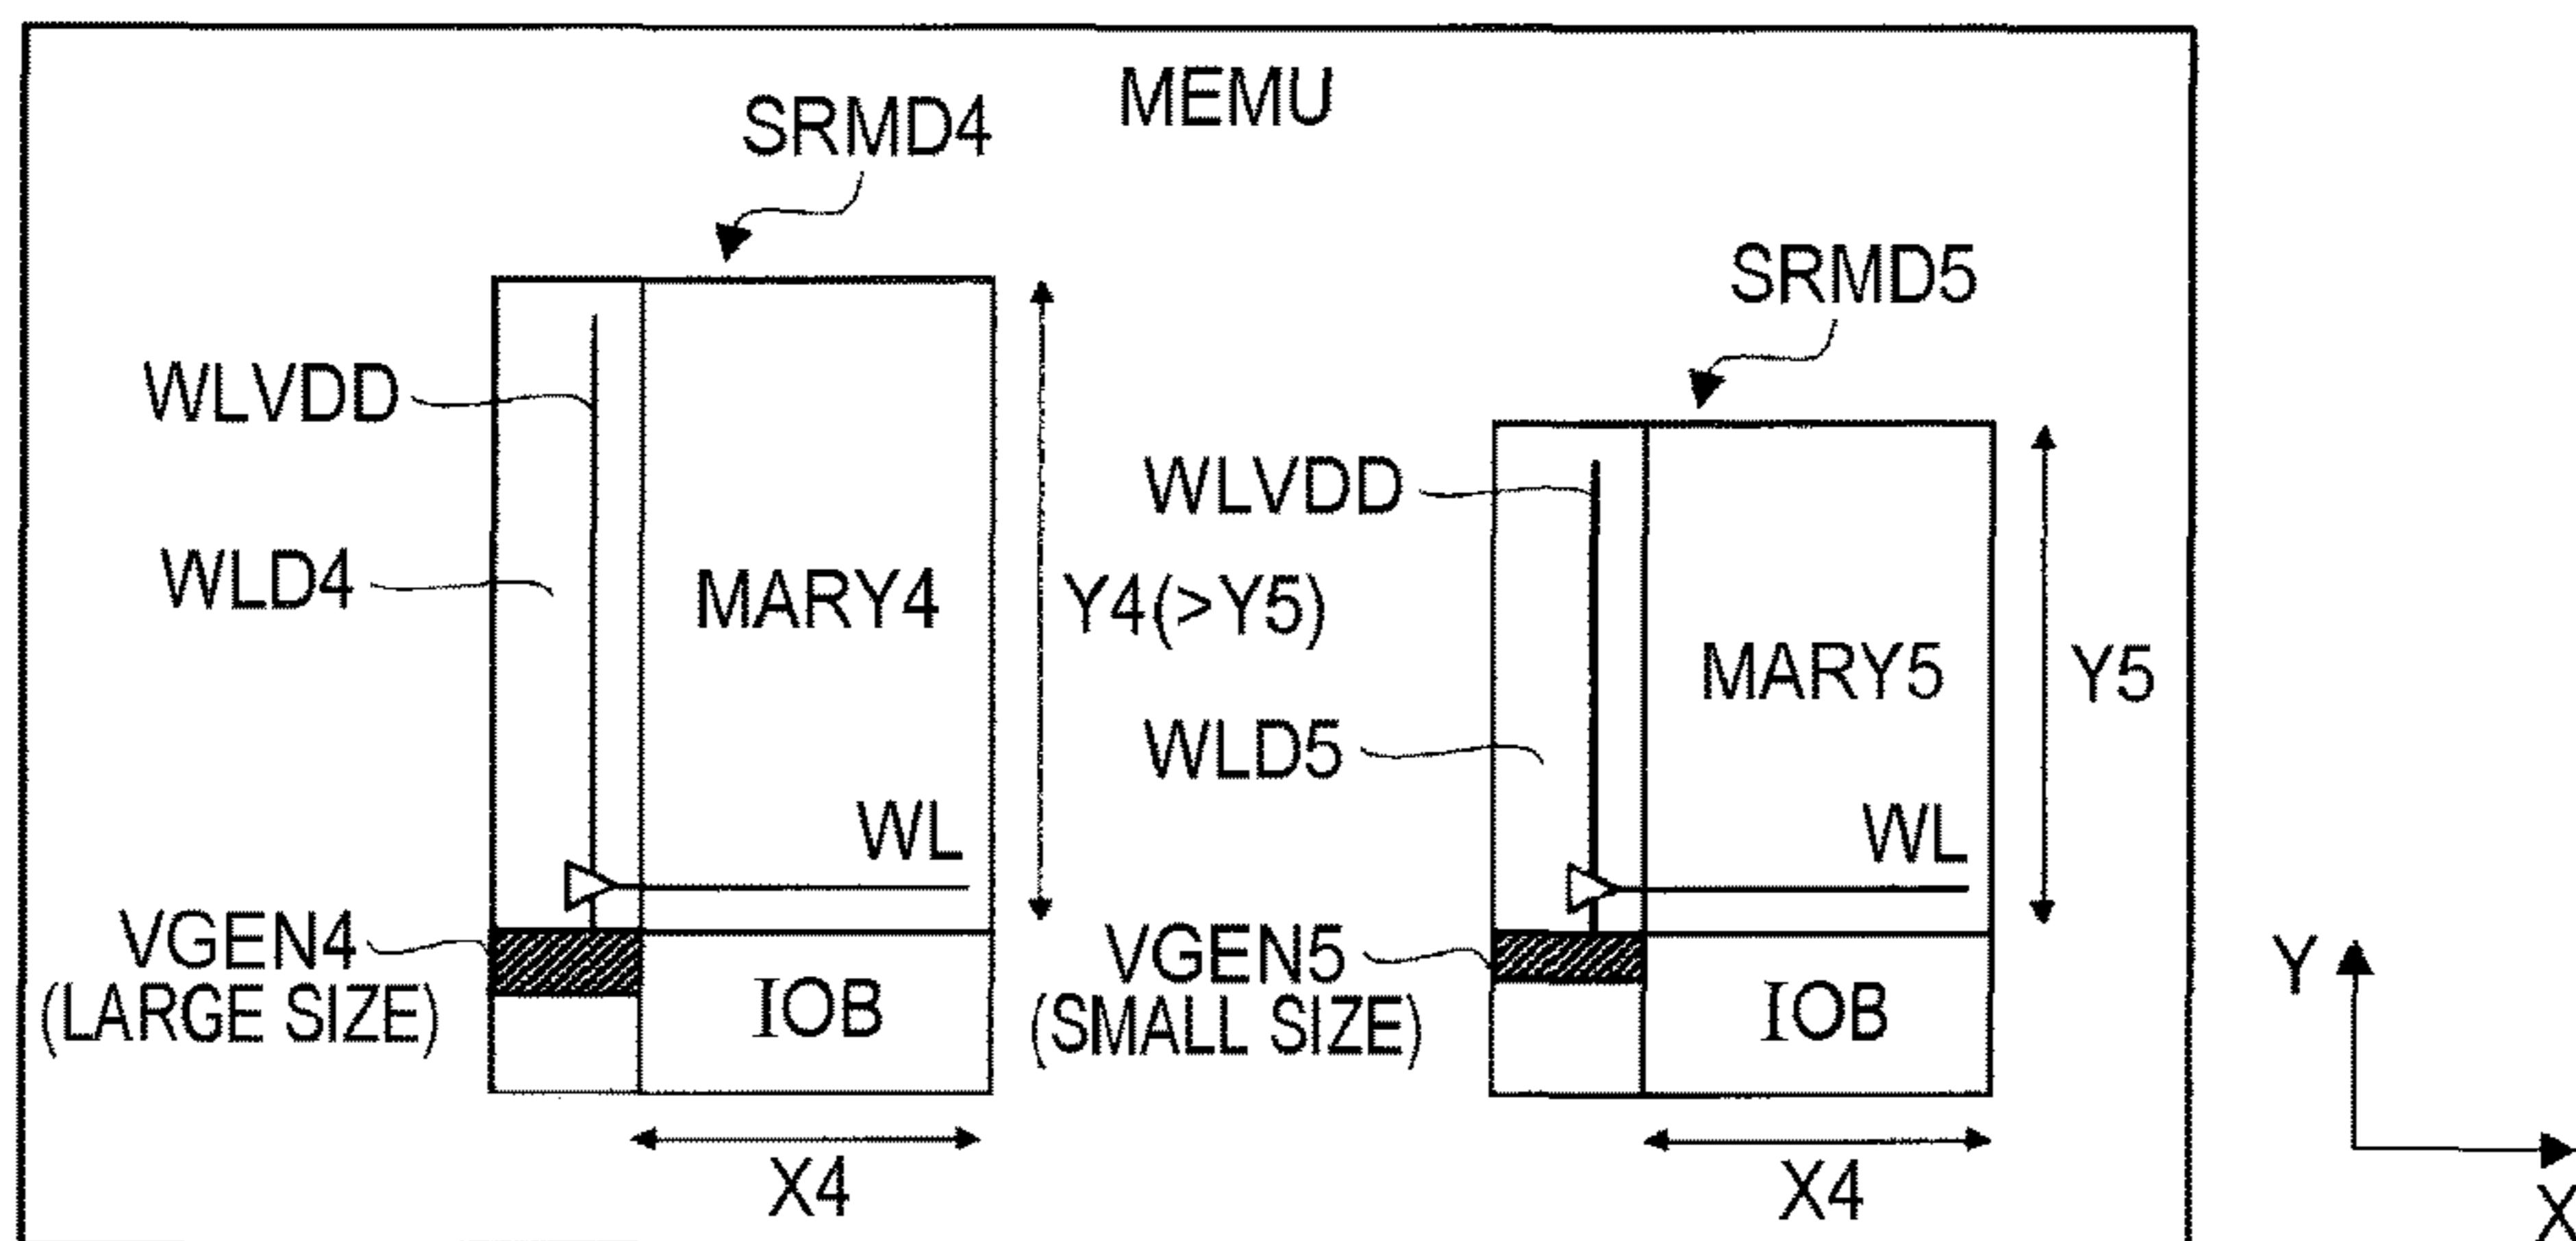 MEMU
SRMD4
SRMD5
WLVDD
WLVDD
WLD4
MARY4
Y4(>Y5)
MARY5
Y5
WLD5
WL
WL
VGEN4
(LARGE SIZE)
IOB
VGEN5
(SMALL SIZE)
IOB
Y
X4
X4
X